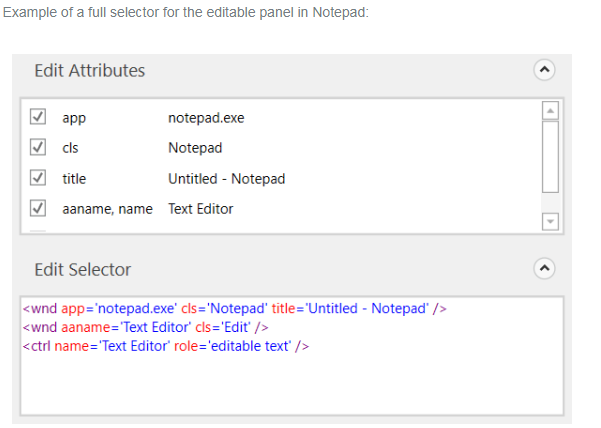 Example of a full selector for the editable panel in Notepad:
Edit Attributes
app notepad.exe
cls Notepad
title Untitled - Notepad
aaname, name Text Editor
Edit Selector
<wnd app='notepad.exe' cls='Notepad' title='Untitled - Notepad' />
<wnd aaname='Text Editor' cls='Edit' />
<ctrl name='Text Editor' role='editable text' />